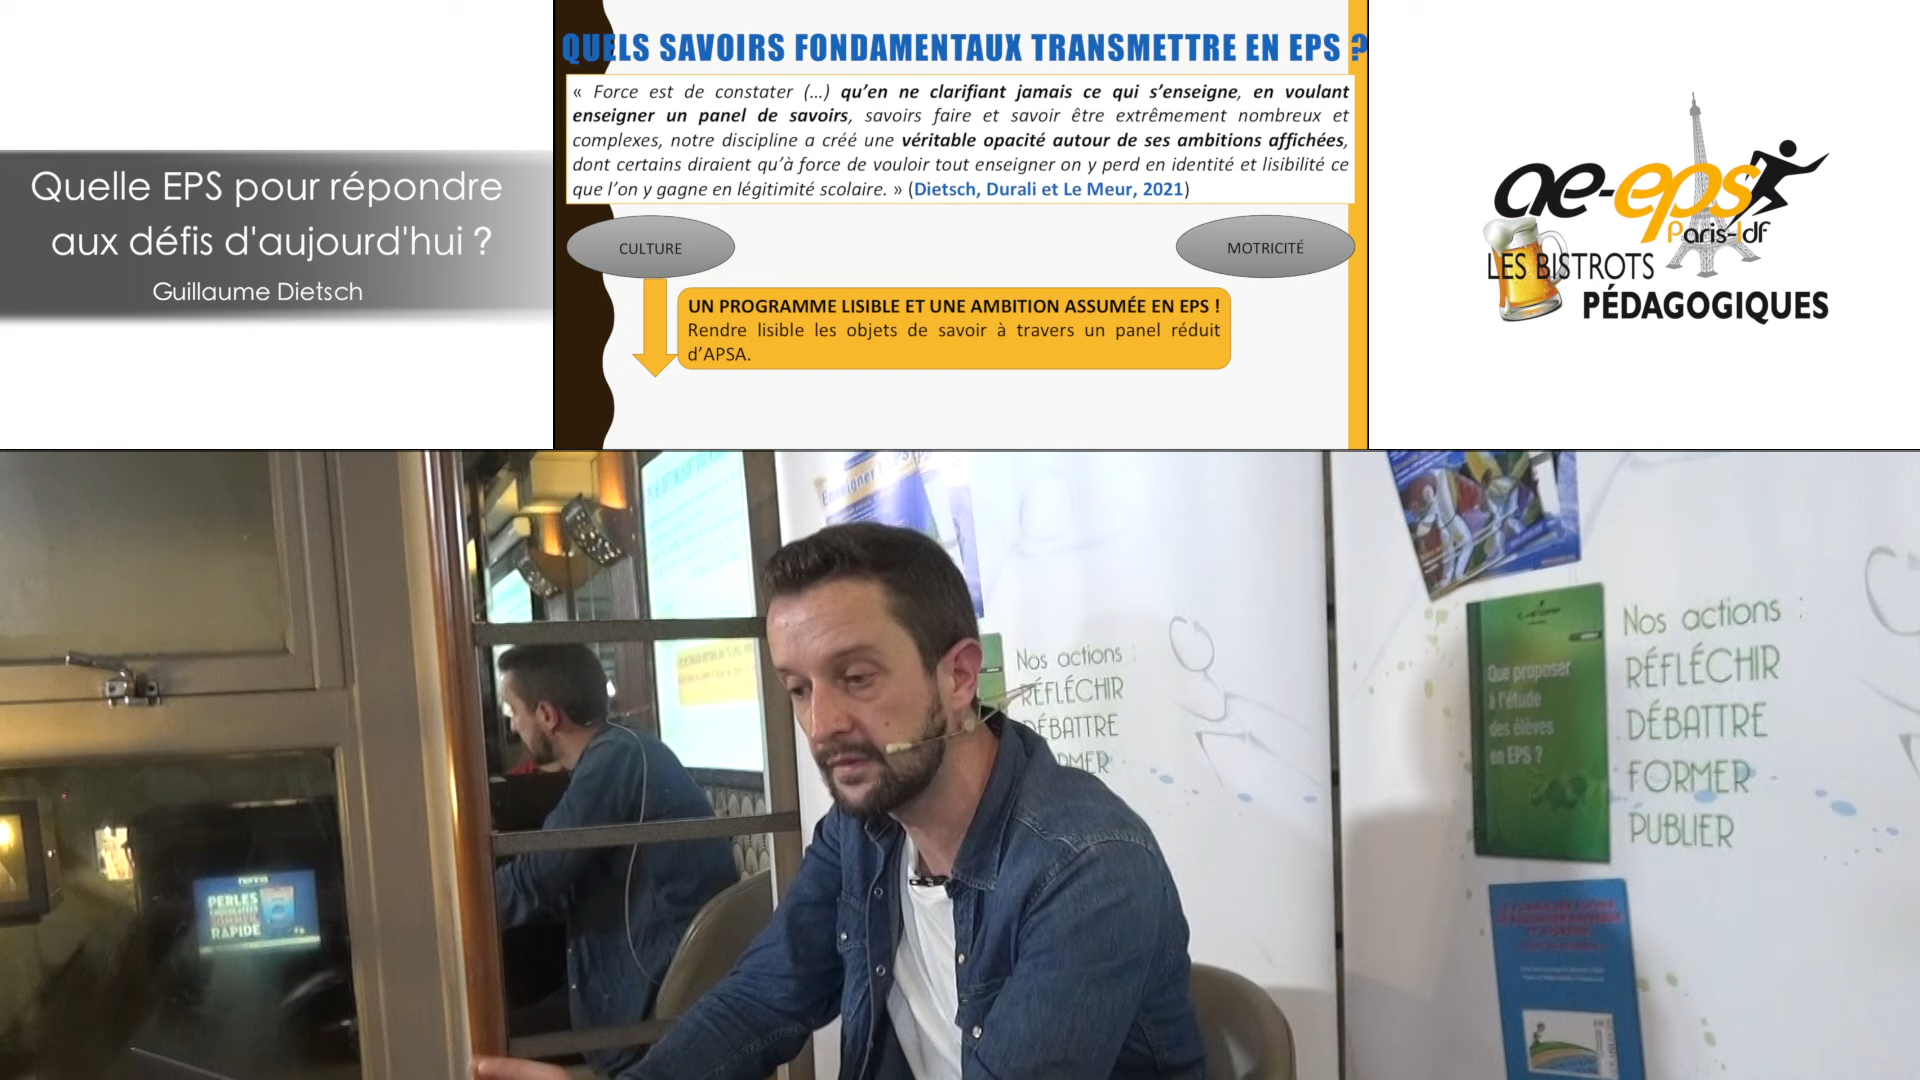 Quelle EPS pour répondre
aux défis d'aujourd'hui ?
Guillaume Dietsch
QUELS SAVOIRS FONDAMENTAUX TRANSMETTRE EN EPS ?
« Force est de constater (...) qu'en ne clarifiant jamais ce qui s'enseigne, en voulant
enseigner un panel de savoirs, savoirs faire et savoir être extrêmement nombreux et
complexes, notre discipline a créé une véritable opacité autour de ses ambitions affichées,
dont certains diraient qu'à force de vouloir tout enseigner on y perd en identité et lisibilité ce
que l'on y gagne en légitimité scolaire. » (Dietsch, Durali et Le Meur, 2021)
CULTURE
MOTRICITÉ
UN PROGRAMME LISIBLE ET UNE AMBITION ASSUMÉE EN EPS !
Rendre lisible les objets de savoir à travers un panel réduit
d'APSA.
ae-eps
Paris-Idf
LES BISTROTS
PÉDAGOGIQUES
Enseigner l'EPS
Nos actions :
RÉFLÉCHIR
DÉBATTRE
Nos actions :
RÉFLÉCHIR
DÉBATTRE
FORMER
PUBLIER
Que proposer
à l'étude
des élèves
en EPS ?
PERLES
RAPIDE